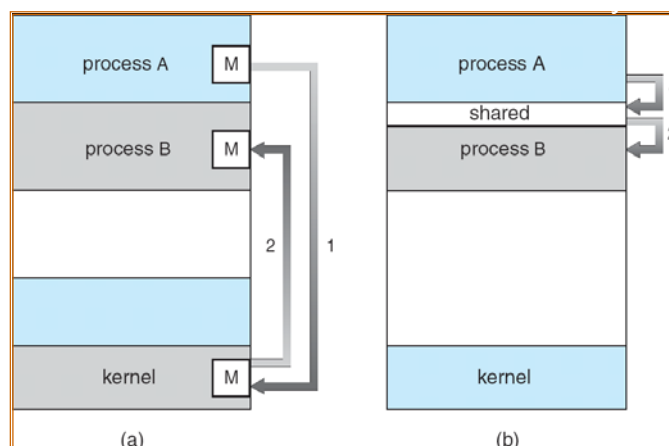 process A M
process B M
2 1
kernel M
(a)
process A
shared
process B
kernel
(b)